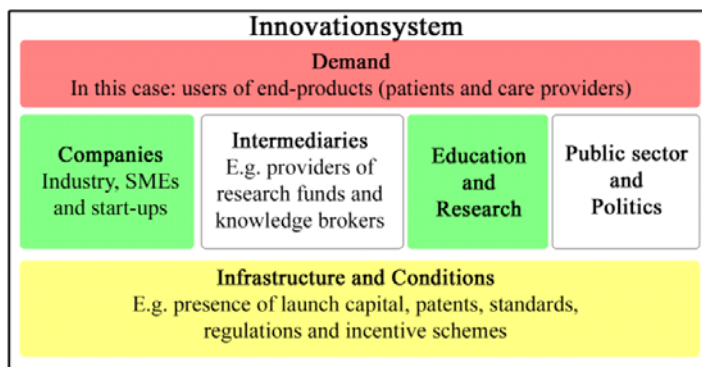 Innovationsystem
Demand
In this case: users of end-products (patients and care providers)
Companies
Industry, SMEs
and start-ups
Intermediaries
E.g. providers of
research funds and
knowledge brokers
Education
and
Research
Public sector
and
Politics
Infrastructure and Conditions
E.g. presence of launch capital, patents, standards,
regulations and incentive schemes